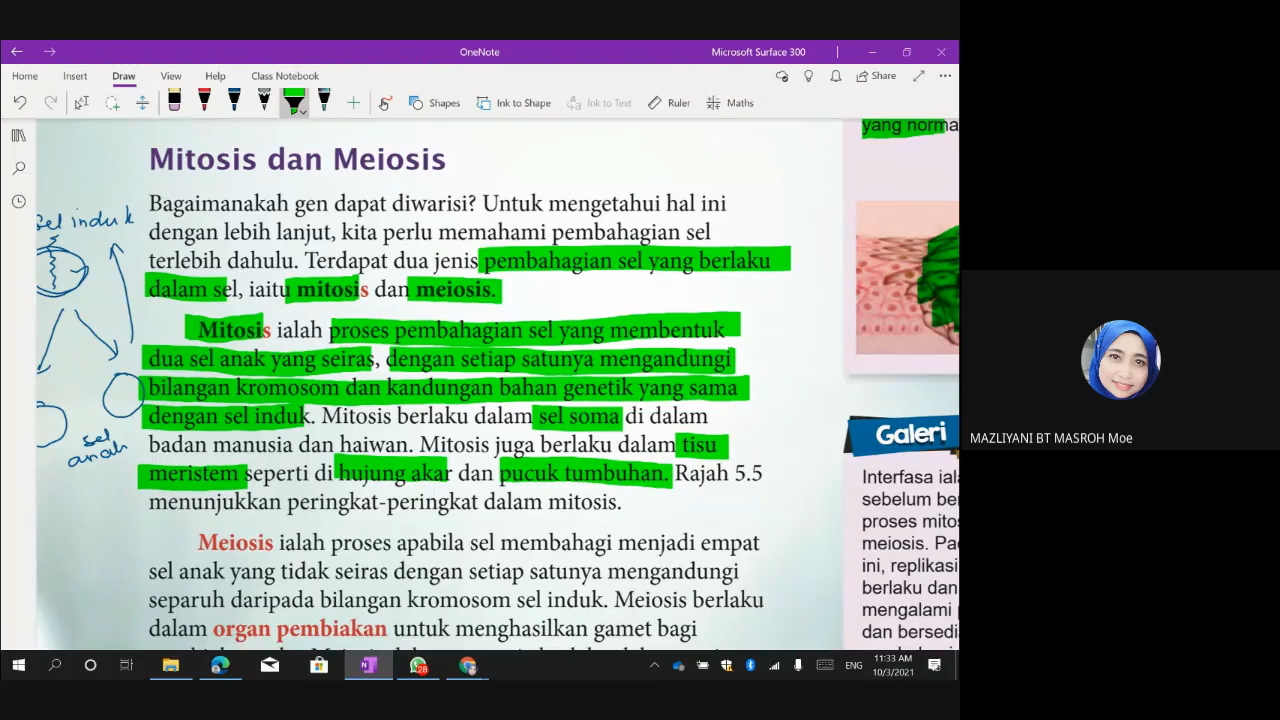 OneNote
Microsoft Surface 300
Home Insert Draw View Help Class Notebook
Share
Shapes Ink to Shape Ink to Text Ruler Maths
Mitosis dan Meiosis
Bagaimanakah gen dapat diwarisi? Untuk mengetahui hal ini
dengan lebih lanjut, kita perlu memahami pembahagian sel
terlebih dahulu. Terdapat dua jenis pembahagian sel yang berlaku
dalam sel, iaitu mitosis dan meiosis.
Mitosis ialah proses pembahagian sel yang membentuk
dua sel anak yang seiras, dengan setiap satunya mengandungi
bilangan kromosom dan kandungan bahan genetik yang sama
dengan sel induk. Mitosis berlaku dalam sel soma di dalam
badan manusia dan haiwan. Mitosis juga berlaku dalam tisu
meristem seperti di hujung akar dan pucuk tumbuhan. Rajah 5.5
menunjukkan peringkat-peringkat dalam mitosis.
Meiosis ialah proses apabila sel membahagi menjadi empat
sel anak yang tidak seiras dengan setiap satunya mengandungi
separuh daripada bilangan kromosom sel induk. Meiosis berlaku
dalam organ pembiakan untuk menghasilkan gamet bagi
sel induk
sel
anak
yang norma
Galeri
Interfasa iala
sebelum ber
proses mitos
meiosis. Pa
ini, replikasi
berlaku dan
mengalami p
dan bersedi
MAZLIYANI BT MASROH Moe
28
ENG
11:33 AM
10/3/2021